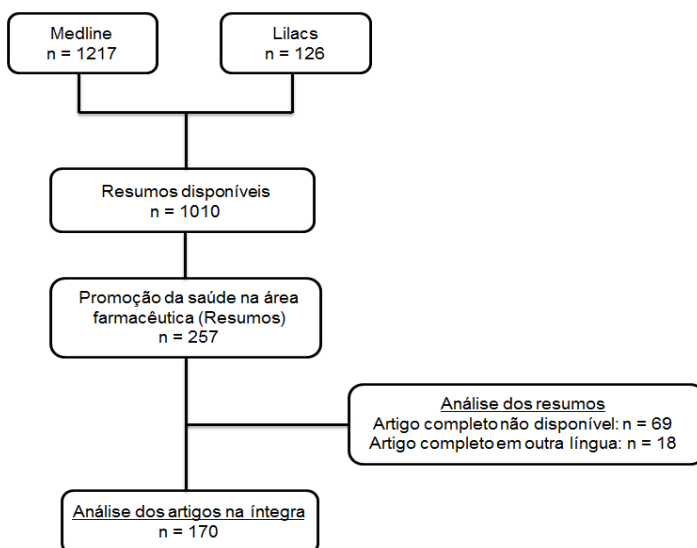 Medline
n = 1217
Lilacs
n = 126
Resumos disponíveis
n = 1010
Promoção da saúde na área
farmacêutica (Resumos)
n = 257
Análise dos resumos
Artigo completo não disponível: n = 69
Artigo completo em outra língua: n = 18
Análise dos artigos na íntegra
n = 170